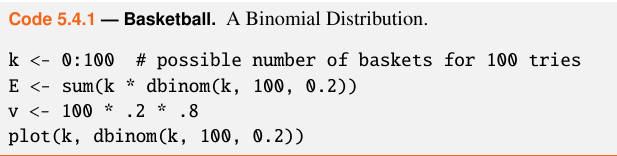 Code 5.4.1 — Basketball. A Binomial Distribution.
k <- 0:100 # possible number of baskets for 100 tries
E <- sum(k * dbinom(k, 100, 0.2))
v <- 100 * .2 * .8
plot(k, dbinom(k, 100, 0.2))